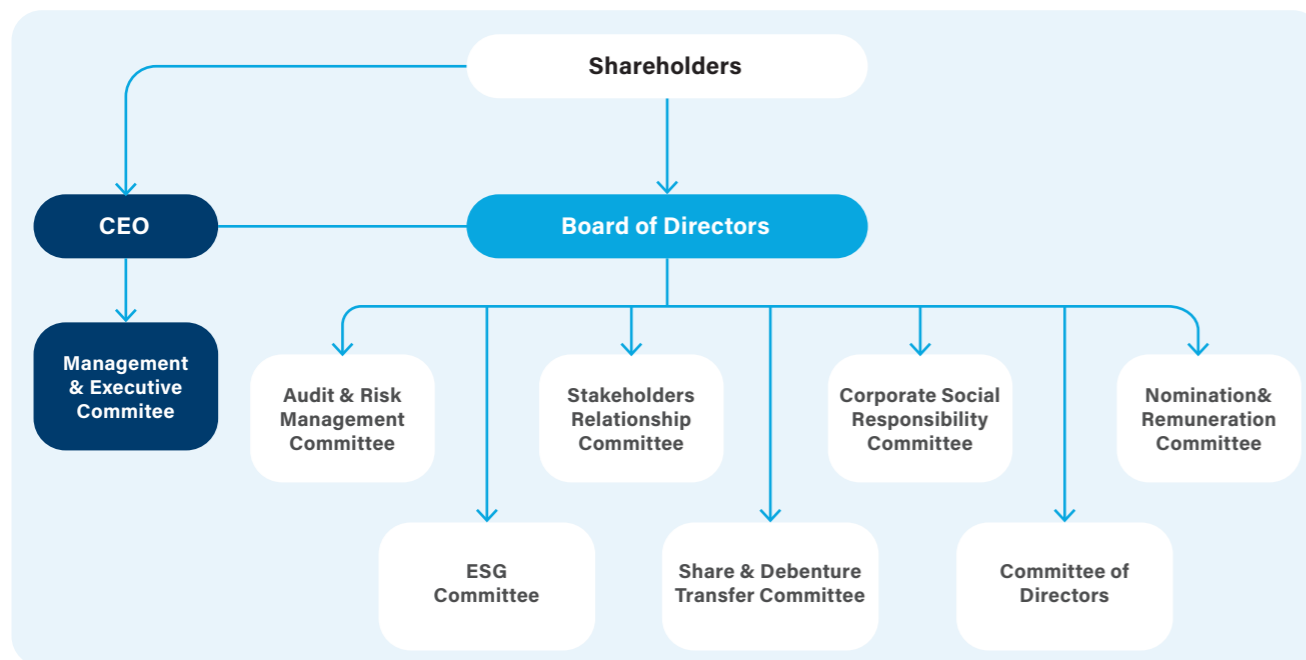 Shareholders
CEO
Board of Directors
Management
& Executive
Commitee
Audit & Risk
Management
Committee
Stakeholders
Relationship
Committee
Corporate Social
Responsibility
Committee
Nomination&
Remuneration
Committee
ESG
Committee
Share & Debenture
Transfer Committee
Committee of
Directors